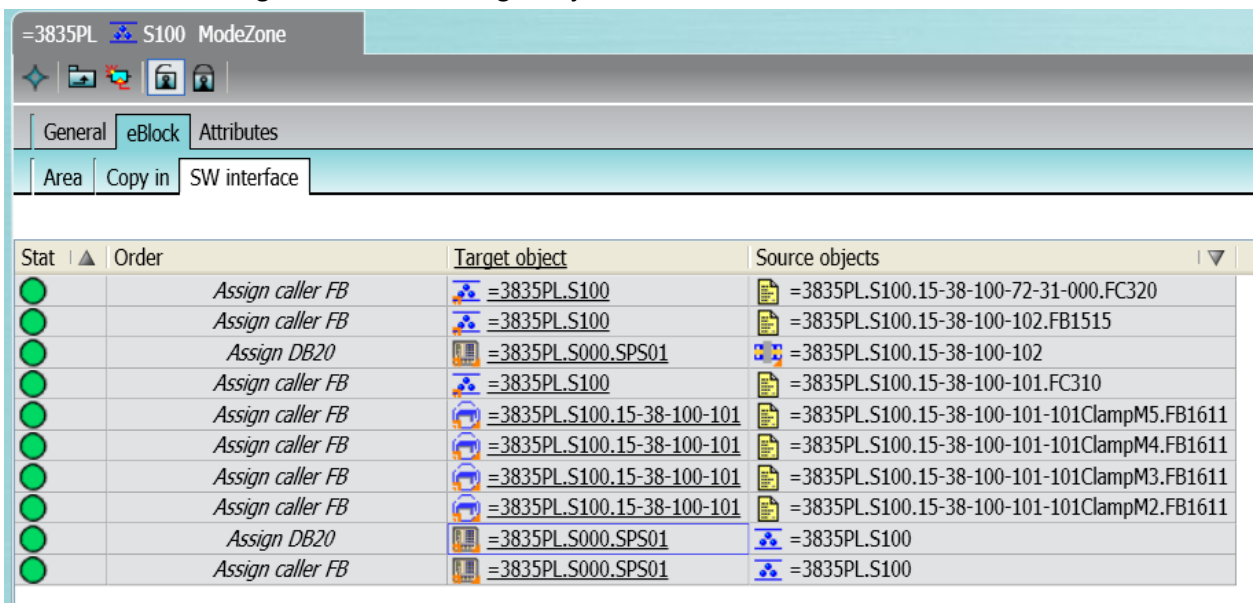 =3835PL S100 ModeZone
General eBlock Attributes
Area Copy in SW interface
Stat Order Target object Source objects
Assign caller FB =3835PL.S100 =3835PL.S100.15-38-100-72-31-000.FC320
Assign caller FB =3835PL.S100 =3835PL.S100.15-38-100-102.FB1515
Assign DB20 =3835PL.S000.SPS01 =3835PL.S100.15-38-100-102
Assign caller FB =3835PL.S100 =3835PL.S100.15-38-100-101.FC310
Assign caller FB =3835PL.S100.15-38-100-101 =3835PL.S100.15-38-100-101-101ClampM5.FB1611
Assign caller FB =3835PL.S100.15-38-100-101 =3835PL.S100.15-38-100-101-101ClampM4.FB1611
Assign caller FB =3835PL.S100.15-38-100-101 =3835PL.S100.15-38-100-101-101ClampM3.FB1611
Assign caller FB =3835PL.S100.15-38-100-101 =3835PL.S100.15-38-100-101-101ClampM2.FB1611
Assign DB20 =3835PL.S000.SPS01 =3835PL.S100
Assign caller FB =3835PL.S000.SPS01 =3835PL.S100